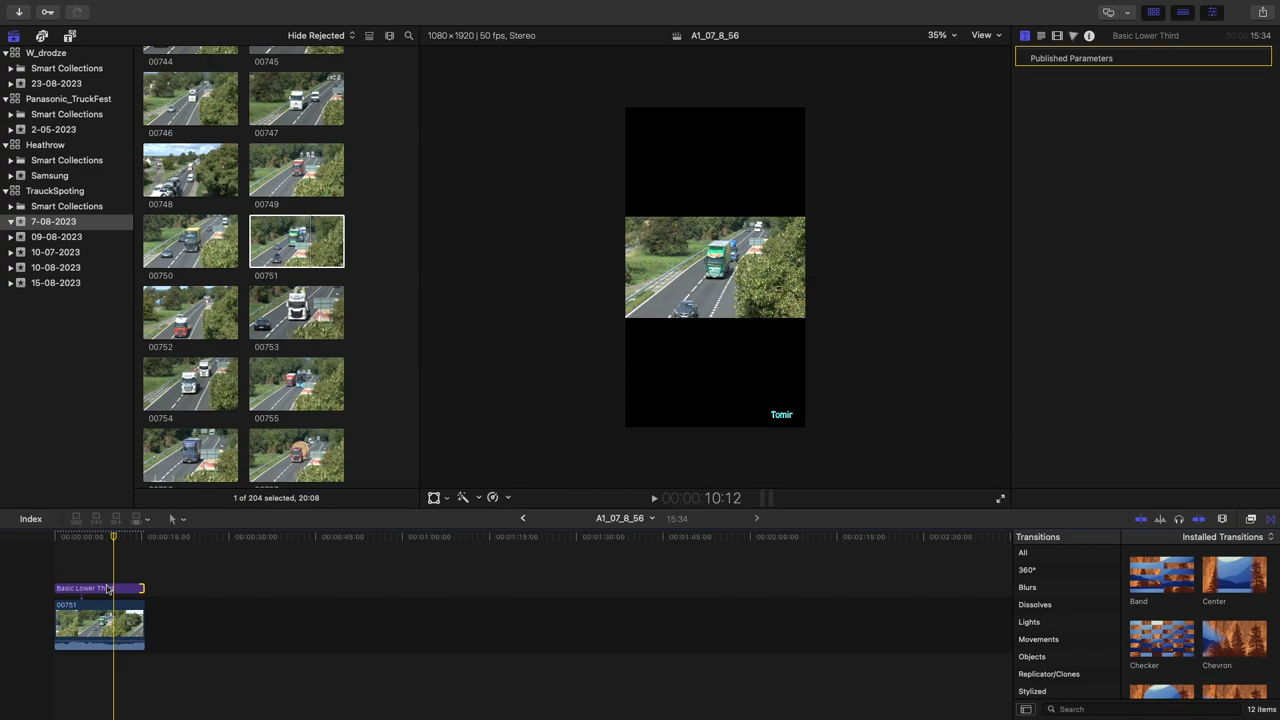 Hide Rejected
1080×1920 | 50 fps, Stereo
A1_07_8_56
35%
View
Basic Lower Third
00:00:15:34
Published Parameters
W_drodze
Smart Collections
23-08-2023
Panasonic_TruckFest
Smart Collections
2-05-2023
Heathrow
Smart Collections
Samsung
TrauckSpoting
Smart Collections
7-08-2023
09-08-2023
10-07-2023
10-08-2023
15-08-2023
00744
00745
00746
00747
00748
00749
00750
00751
00752
00753
00754
00755
1 of 204 selected, 20:08
Tomir
00:00:10:12
Index
A1_07_8_56
15:34
00:00:00:00
00:00:15:00
00:00:30:00
00:00:45:00
00:01:00:00
00:01:15:00
00:01:30:00
00:01:45:00
00:02:00:00
00:02:15:00
00:02:30:00
Basic Lower Third
00751
Transitions
Installed Transitions
All
360°
Blurs
Dissolves
Lights
Movements
Objects
Replicator/Clones
Stylized
Band
Center
Checker
Chevron
Search
12 items